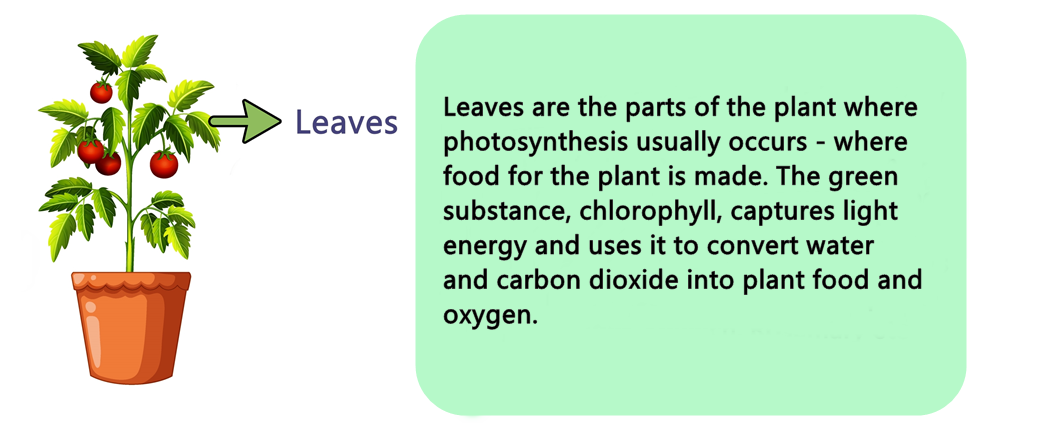 Leaves
Leaves are the parts of the plant where
photosynthesis usually occurs - where
food for the plant is made. The green
substance, chlorophyll, captures light
energy and uses it to convert water
and carbon dioxide into plant food and
oxygen.